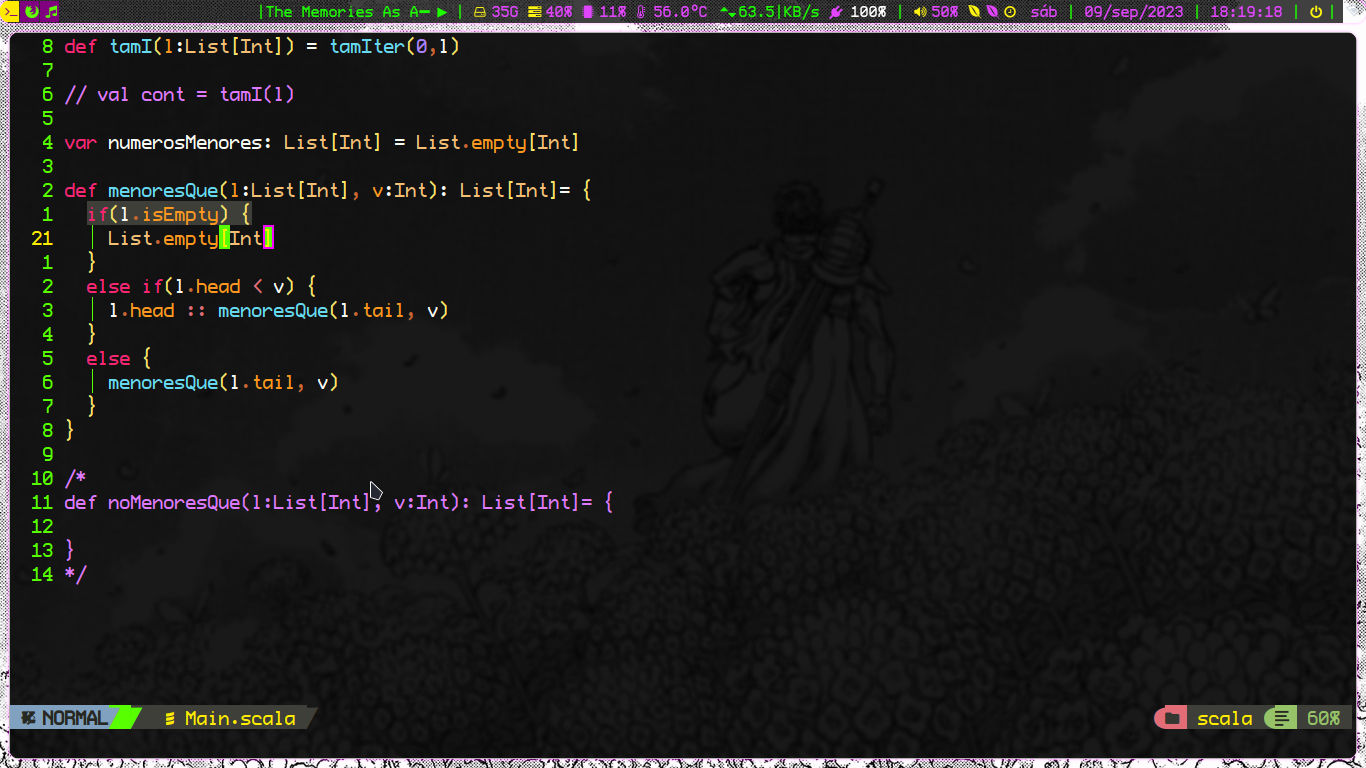 |The Memories As A ▶ | 35G 40% 11% 56.0°C 63.5|KB/s 100% | 50% sáb | 09/sep/2023 | 18:19:18 | |
8 def tamI(l:List[Int]) = tamIter(0,l)
7
6 // val cont = tamI(l)
5
4 var numerosMenores: List[Int] = List.empty[Int]
3
2 def menoresQue(l:List[Int], v:Int): List[Int]= {
1 if(l.isEmpty) {
21 List.empty[Int]
1 }
2 else if(l.head < v) {
3 l.head :: menoresQue(l.tail, v)
4 }
5 else {
6 menoresQue(l.tail, v)
7 }
8 }
9
10 /*
11 def noMenoresQue(l:List[Int], v:Int): List[Int]= {
12
13 }
14 */
NORMAL Main.scala scala 60%